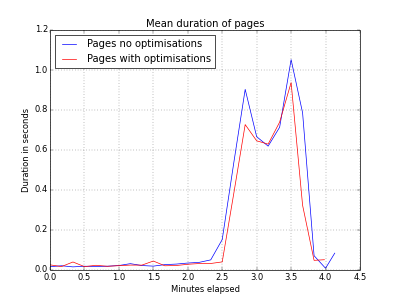 Mean duration of pages
1.2
Pages no optimisations
Pages with optimisations
1.0
0.8
0.6
0.4
0.2
0.0
Duration in seconds
0.0 0.5 1.0 1.5 2.0 2.5 3.0 3.5 4.0 4.5
Minutes elapsed